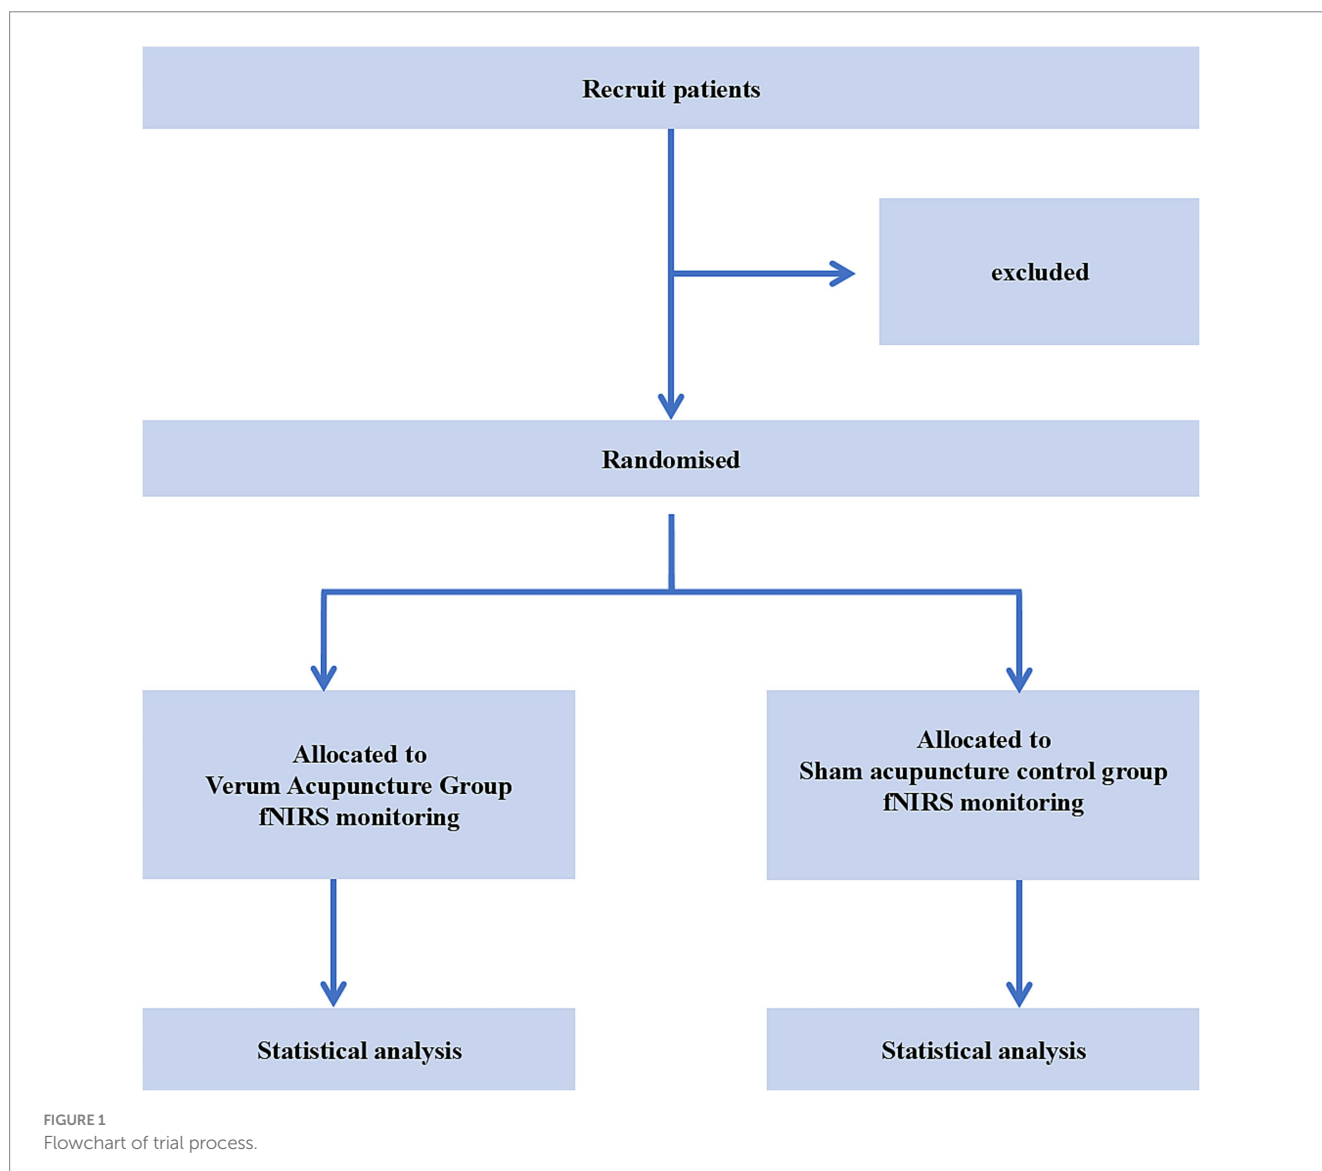 Recruit patients
excluded
Randomised
Allocated to
Verum Acupuncture Group
fNIRS monitoring
Allocated to
Sham acupuncture control group
fNIRS monitoring
Statistical analysis
Statistical analysis
FIGURE 1
Flowchart of trial process.